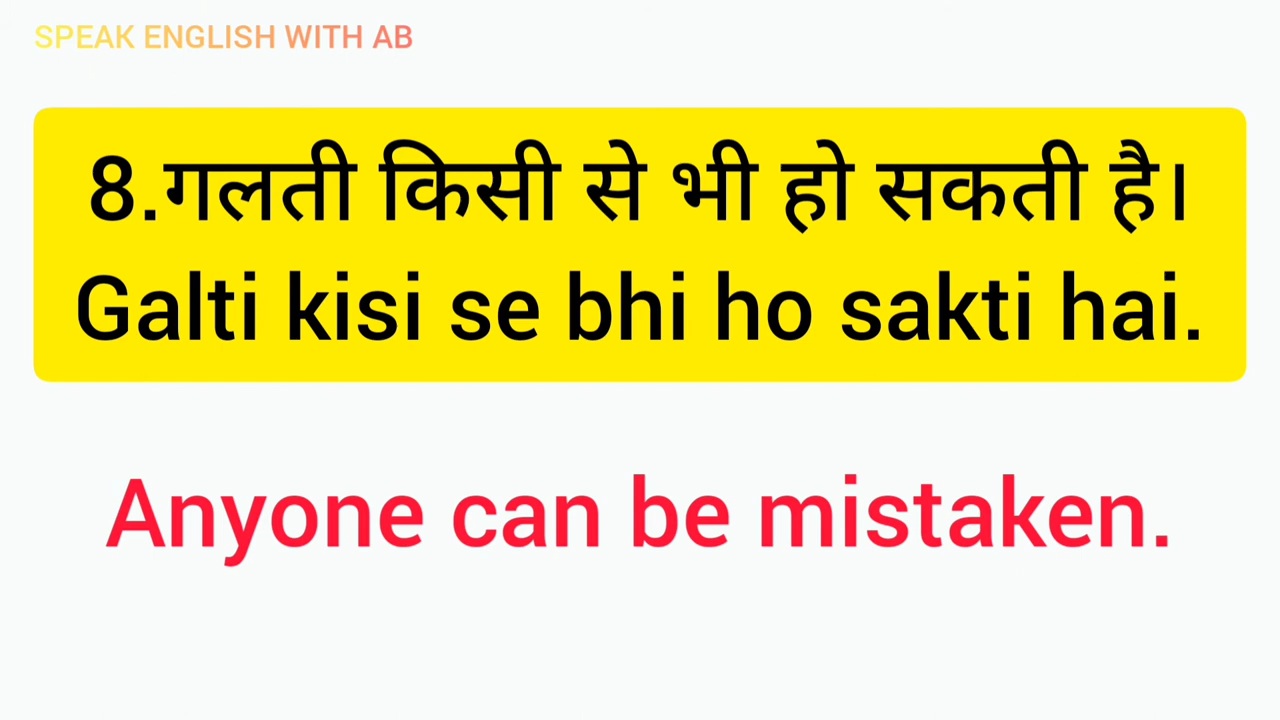 SPEAK ENGLISH WITH AB
8.गलती किसी से भी हो सकती है।
Galti kisi se bhi ho sakti hai.
Anyone can be mistaken.